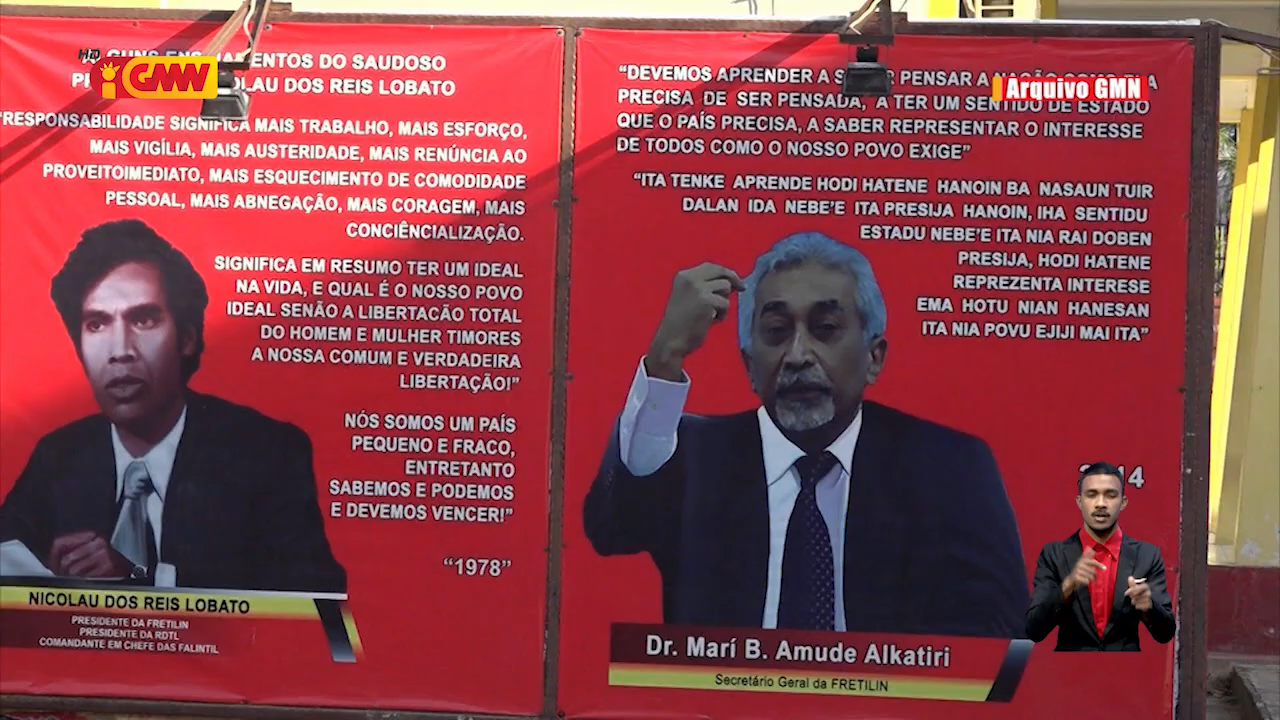 GMW
Arquivo GMN
ENTOS DO SAUDOSO
LAU DOS REIS LOBATO
“RESPONSABILIDADE SIGNIFICA MAIS TRABALHO, MAIS ESFORÇO,
MAIS VIGÍLIA, MAIS AUSTERIDADE, MAIS RENÚNCIA AO
PROVEITOIMEDIATO, MAIS ESQUECIMENTO DE COMODIDADE
PESSOAL, MAIS ABNEGAÇÃO, MAIS CORAGEM, MAIS
CONCIÊNCIALIZAÇÃO.
SIGNIFICA EM RESUMO TER UM IDEAL
NA VIDA, E QUAL É O NOSSO POVO
IDEAL SENÃO A LIBERTACÃO TOTAL
DO HOMEM E MULHER TIMORES
A NOSSA COMUM E VERDADEIRA
LIBERTAÇÃO!”
NÓS SOMOS UM PAÍS
PEQUENO E FRACO,
ENTRETANTO
SABEMOS E PODEMOS
E DEVEMOS VENCER!”
“1978”
NICOLAU DOS REIS LOBATO
PRESIDENTE DA FRETILIN
PRESIDENTE DA RDTL
COMANDANTE EM CHEFE DAS FALINTIL
“DEVEMOS APRENDER A PENSAR A
PRECISA DE SER PENSADA, A TER UM SENTIDO DE ESTADO
QUE O PAÍS PRECISA, A SABER REPRESENTAR O INTERESSE
DE TODOS COMO O NOSSO POVO EXIGE”
“ITA TENKE APRENDE HODI HATENE HANOIN BA NASAUN TUIR
DALAN IDA NEBE’E ITA PRESIJA HANOIN, IHA SENTIDU
ESTADU NEBE’E ITA NIA RAI DOBEN
PRESIJA, HODI HATENE
REPREZENTA INTERESE
EMA HOTU NIAN HANESAN
ITA NIA POVU EJIJI MAI ITA”
Dr. Marí B. Amude Alkatiri
Secretário Geral da FRETILIN